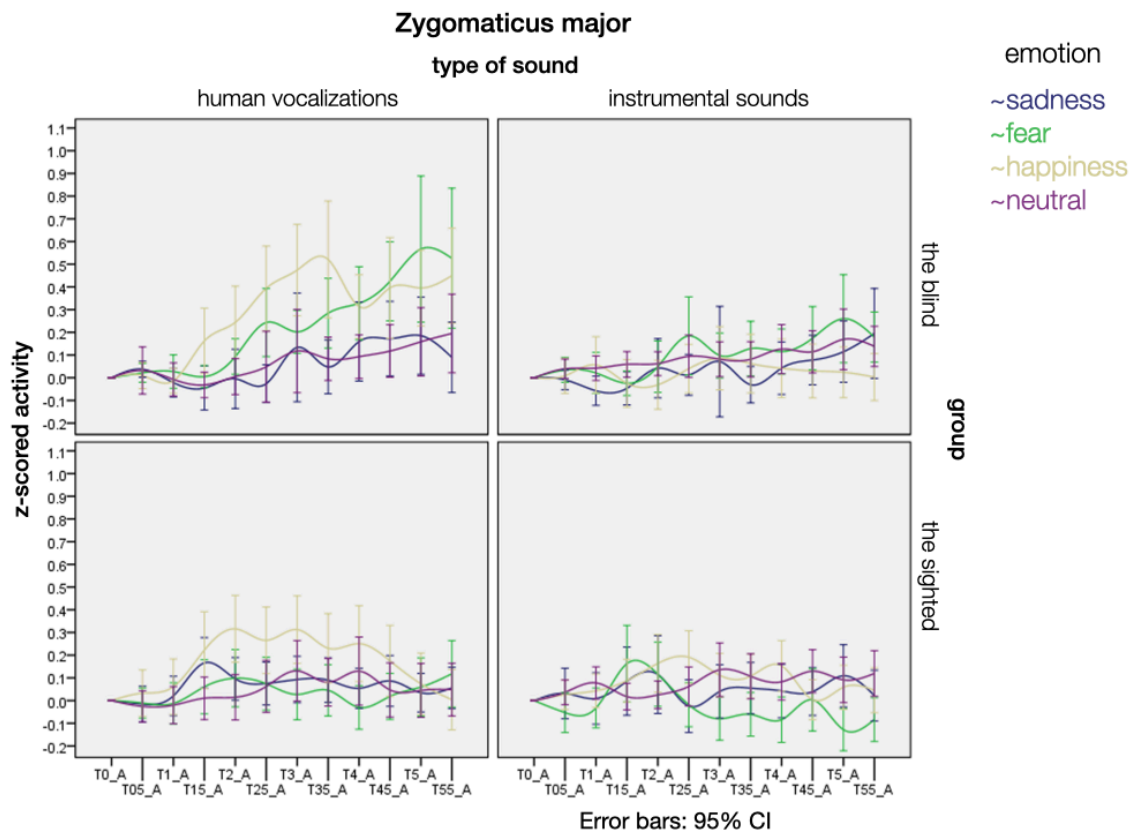 Zygomaticus major
type of sound
human vocalizations
instrumental sounds
emotion
~sadness
~fear
~happiness
~neutral
1.1
1.0
0.9
0.8
0.7
0.6
0.5
0.4
0.3
0.2
0.1
0.0
-0.1
-0.2
the blind
z-scored activity
group
1.1
1.0
0.9
0.8
0.7
0.6
0.5
0.4
0.3
0.2
0.1
0.0
-0.1
-0.2
the sighted
T0_A T1_A T2_A T3_A T4_A T5_A
T05_A T15_A T25_A T35_A T45_A T55_A
T0_A T1_A T2_A T3_A T4_A T5_A
T05_A T15_A T25_A T35_A T45_A T55_A
Error bars: 95% CI